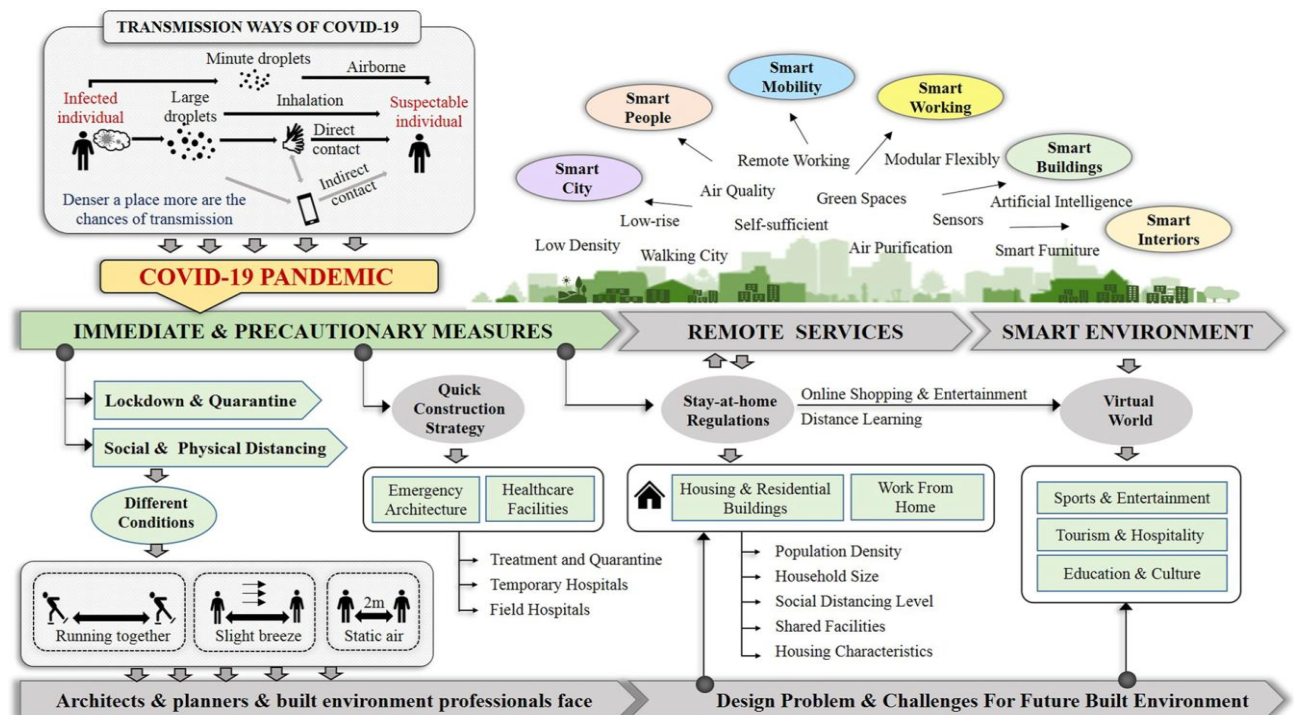 TRANSMISSION WAYS OF COVID-19
Minute droplets
Airborne
Infected
individual
Large
droplets
Inhalation
Suspectable
individual
Direct
contact
Indirect
contact
Denser a place more are the
chances of transmission
COVID-19 PANDEMIC
Smart
City
Smart
People
Smart
Mobility
Smart
Working
Smart
Buildings
Smart
Interiors
Remote Working
Modular Flexibly
Air Quality
Green Spaces
Artificial Intelligence
Low-rise
Self-sufficient
Sensors
Low Density
Walking City
Air Purification
Smart Furniture
IMMEDIATE & PRECAUTIONARY MEASURES
REMOTE SERVICES
SMART ENVIRONMENT
Lockdown & Quarantine
Social & Physical Distancing
Different
Conditions
Running together
Slight breeze
2m
Static air
Quick
Construction
Strategy
Emergency
Architecture
Healthcare
Facilities
Treatment and Quarantine
Temporary Hospitals
Field Hospitals
Stay-at-home
Regulations
Online Shopping & Entertainment
Distance Learning
Virtual
World
Housing & Residential
Buildings
Work From
Home
Population Density
Household Size
Social Distancing Level
Shared Facilities
Housing Characteristics
Sports & Entertainment
Tourism & Hospitality
Education & Culture
Architects & planners & built environment professionals face
Design Problem & Challenges For Future Built Environment